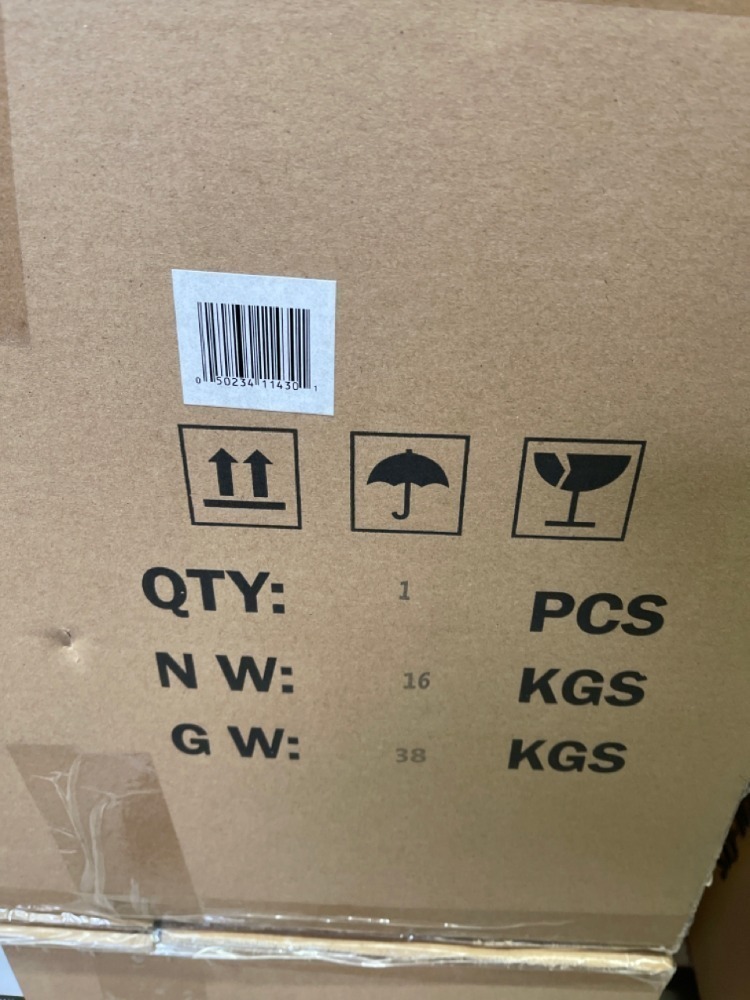 0 50234 11430 1
QTY: 1 PCS
N W: 16 KGS
G W: 38 KGS